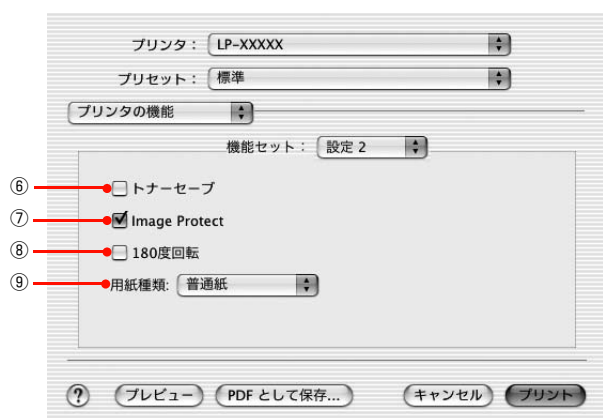 プリンタ： LP-XXXXX
プリセット： 標準
プリンタの機能
機能セット： 設定 2
⑥ トナーセーブ
⑦ Image Protect
⑧ 180度回転
⑨ 用紙種類: 普通紙
? プレビュー PDF として保存... キャンセル プリント